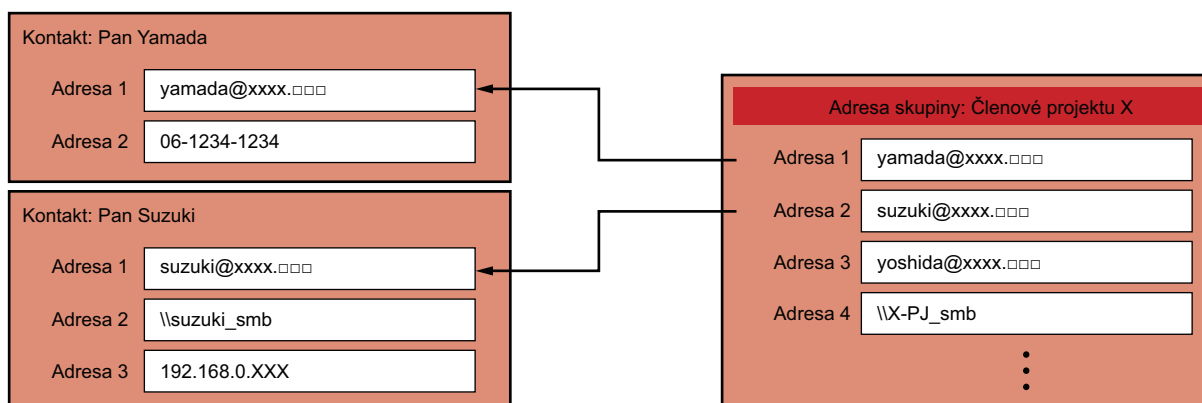 Kontakt: Pan Yamada
Adresa 1 yamada@xxxx.□□□
Adresa 2 06-1234-1234
Kontakt: Pan Suzuki
Adresa 1 suzuki@xxxx.□□□
Adresa 2 \\suzuki_smb
Adresa 3 192.168.0.XXX
Adresa skupiny: Členové projektu X
Adresa 1 yamada@xxxx.□□□
Adresa 2 suzuki@xxxx.□□□
Adresa 3 yoshida@xxxx.□□□
Adresa 4 \\X-PJ_smb